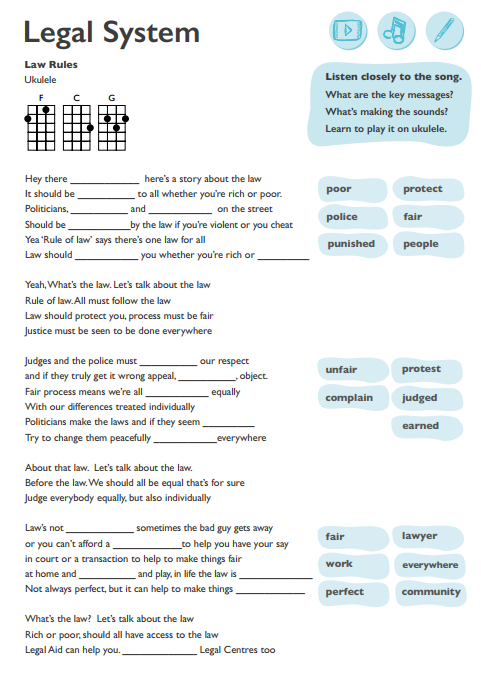 Legal System
Law Rules
Ukulele
F C G
Listen closely to the song.
What are the key messages?
What's making the sounds?
Learn to play it on ukulele.
Hey there ______________ here's a story about the law
It should be ____________ to all whether you're rich or poor.
Politicians, ____________ and _____________ on the street
Should be _____________by the law if you're violent or you cheat
Yea 'Rule of law' says there's one law for all
Law should _____________ you whether you're rich or ___________
poor protect
police fair
punished people
Yeah, What's the law. Let's talk about the law
Rule of law. All must follow the law
Law should protect you, process must be fair
Justice must be seen to be done everywhere
Judges and the police must ____________ our respect
and if they truly get it wrong appeal, ____________, object.
Fair process means we're all _____________ equally
With our differences treated individually
Politicians make the laws and if they seem ___________
Try to change them peacefully _____________everywhere
unfair protest
complain judged
earned
About that law. Let's talk about the law.
Before the law. We should all be equal that's for sure
Judge everybody equally, but also individually
Law's not ______________ sometimes the bad guy gets away
or you can't afford a ______________to help you have your say
in court or a transaction to help to make things fair
at home and ____________ and play, in life the law is _______________
Not always perfect, but it can help to make things ______________
fair lawyer
work everywhere
perfect community
What's the law? Let's talk about the law
Rich or poor, should all have access to the law
Legal Aid can help you. _______________ Legal Centres too